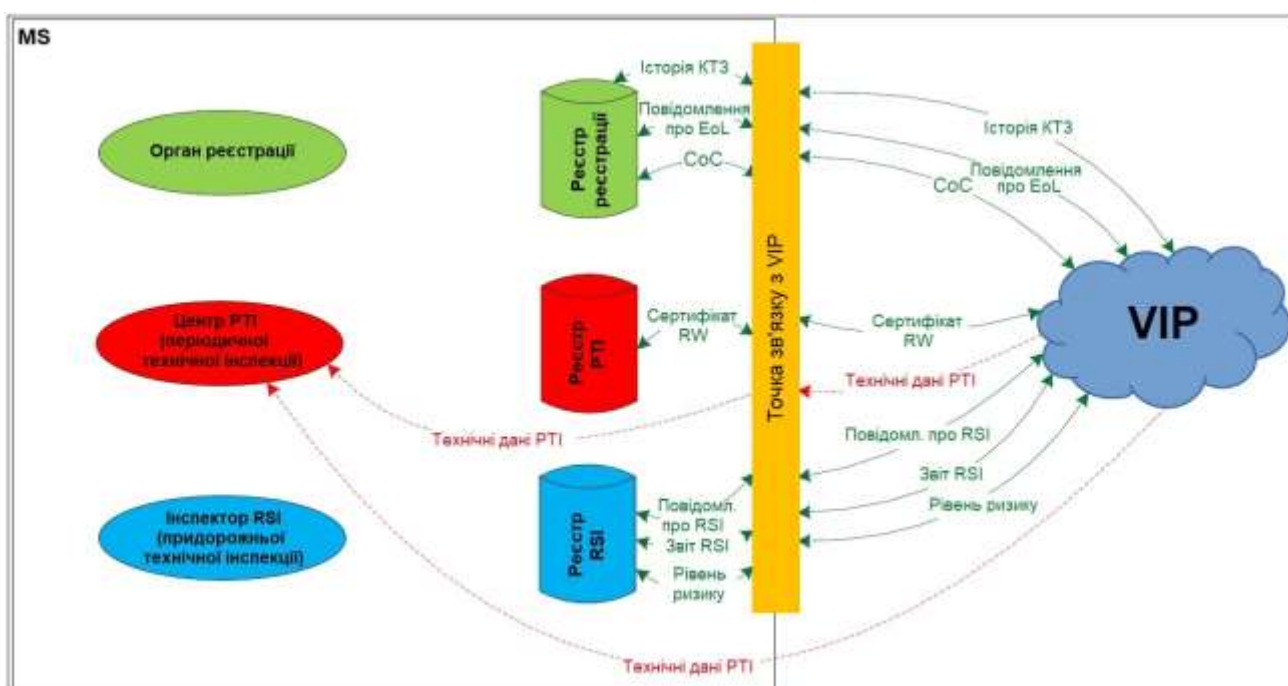 MS
Орган реєстрації
Реєстр
реєстрації
Історія КТЗ
Повідомлення
про EoL
CoC
Точка зв'язку з VIP
Історія КТЗ
Повідомлення
про EoL
CoC
VIP
Центр PTI
(періодичної
технічної інспекції)
Реєстр
PTI
Сертифікат
RW
Сертифікат
RW
Технічні дані PTI
Технічні дані PTI
Інспектор RSI
(придорожньої
технічної інспекції)
Реєстр
RSI
Повідомл.
про RSI
Звіт RSI
Рівень
ризику
Повідомл. про RSI
Звіт RSI
Рівень ризику
Технічні дані PTI